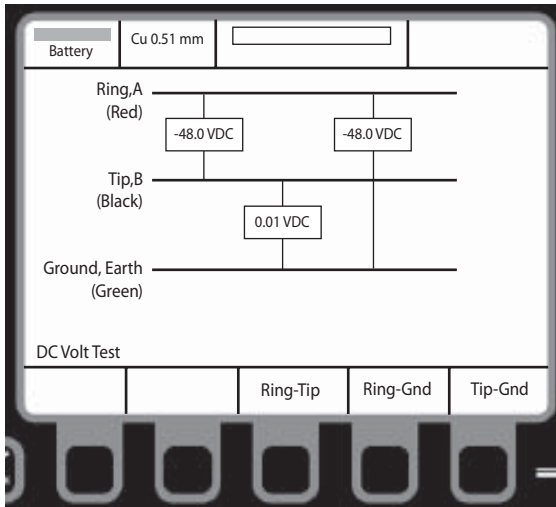 Battery
Cu 0.51 mm
Ring,A
(Red)
-48.0 VDC
-48.0 VDC
Tip,B
(Black)
0.01 VDC
Ground, Earth
(Green)
DC Volt Test
Ring-Tip
Ring-Gnd
Tip-Gnd